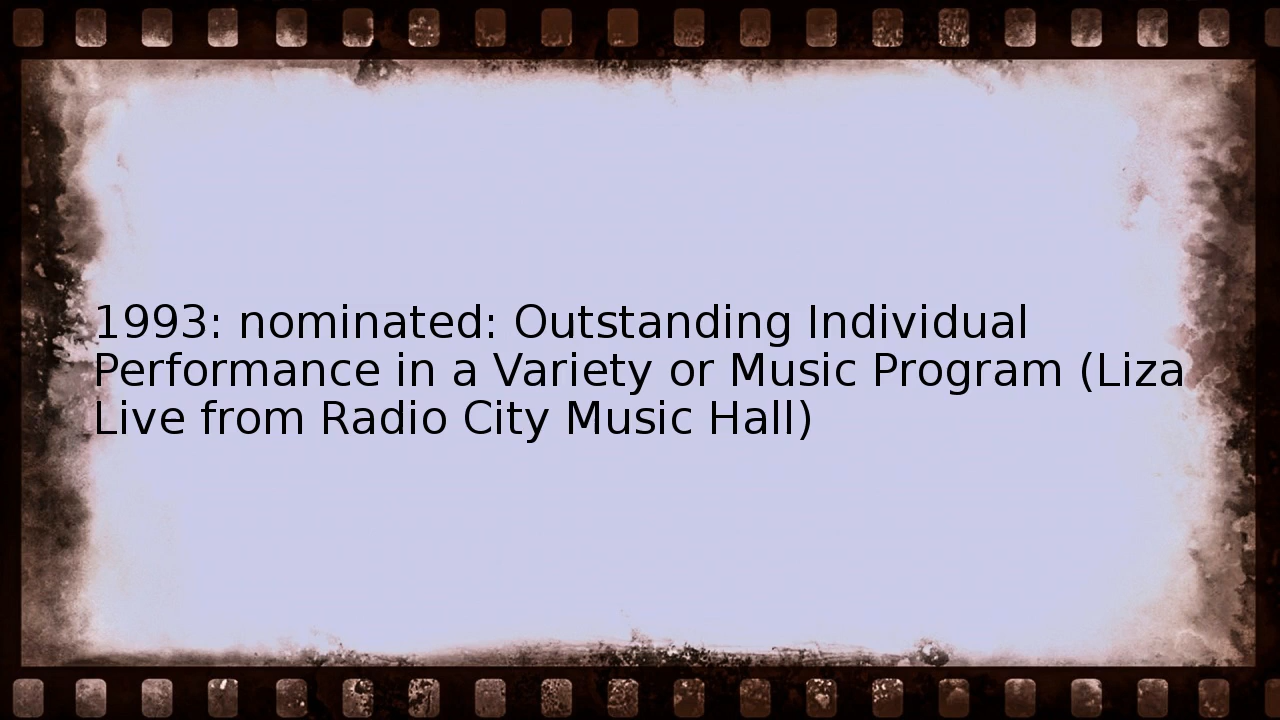 1993: nominated: Outstanding Individual
Performance in a Variety or Music Program (Liza
Live from Radio City Music Hall)